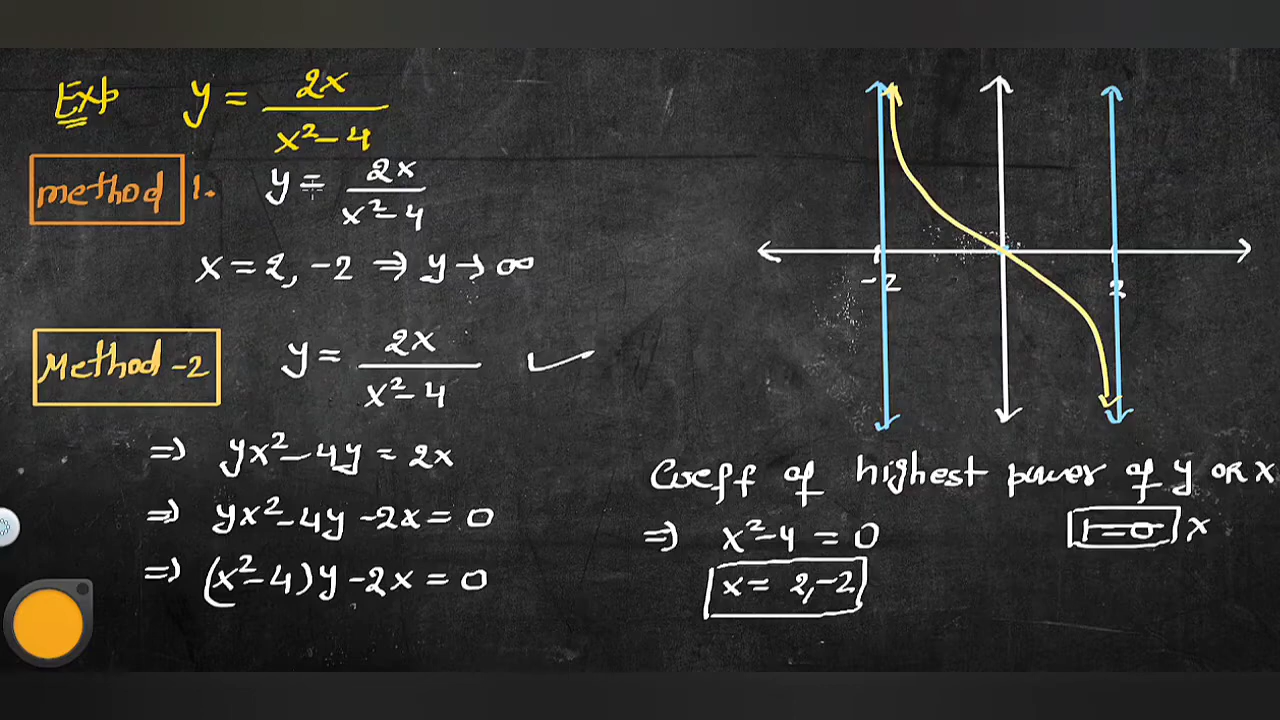 Exp y = 2x / x² - 4
method 1. y = 2x / x² - 4
x = 2, -2 ⇒ y → ∞
Method -2 y = 2x / x² - 4 ✓
⇒ yx² - 4y = 2x
⇒ yx² - 4y - 2x = 0
⇒ (x² - 4)y - 2x = 0
-2 2
Coeff of highest power of y OR x
⇒ x² - 4 = 0
1 = 0 x
x = 2, -2